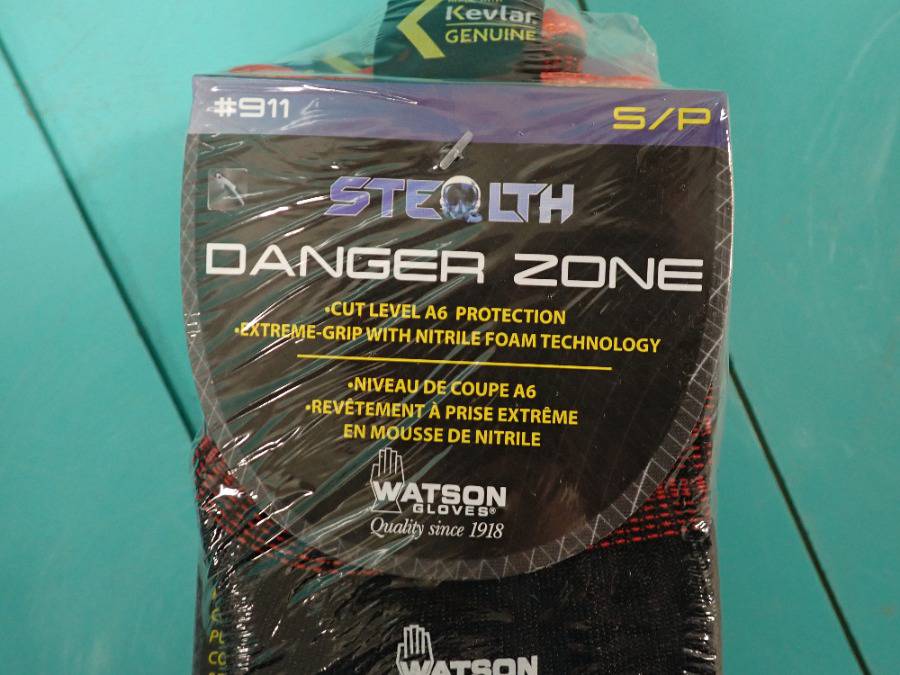 Kevlar
GENUINE
#911
S/P
STEALTH
DANGER ZONE
•CUT LEVEL A6 PROTECTION
•EXTREME-GRIP WITH NITRILE FOAM TECHNOLOGY
•NIVEAU DE COUPE A6
•REVÊTEMENT À PRISE EXTRÊME
EN MOUSSE DE NITRILE
WATSON
GLOVES®
Quality since 1918
WATSON